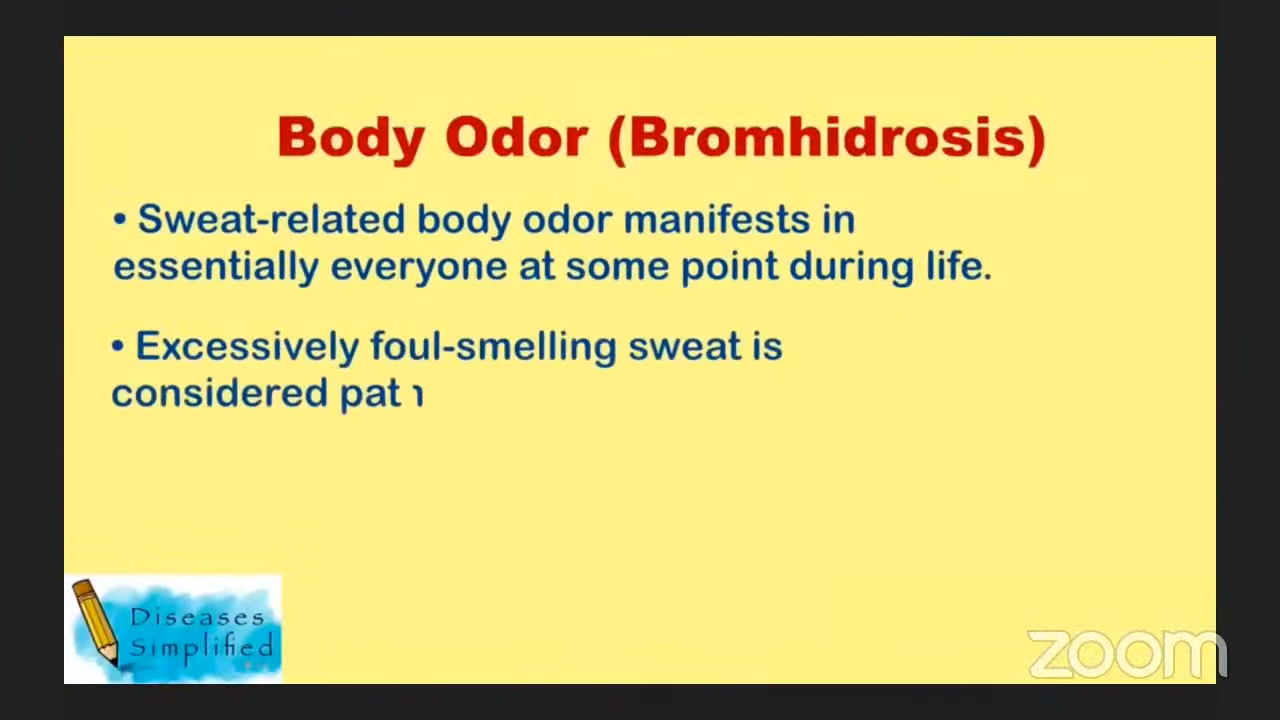 Body Odor (Bromhidrosis)
• Sweat-related body odor manifests in
essentially everyone at some point during life.
• Excessively foul-smelling sweat is
considered pat
Diseases
Simplified
zoom